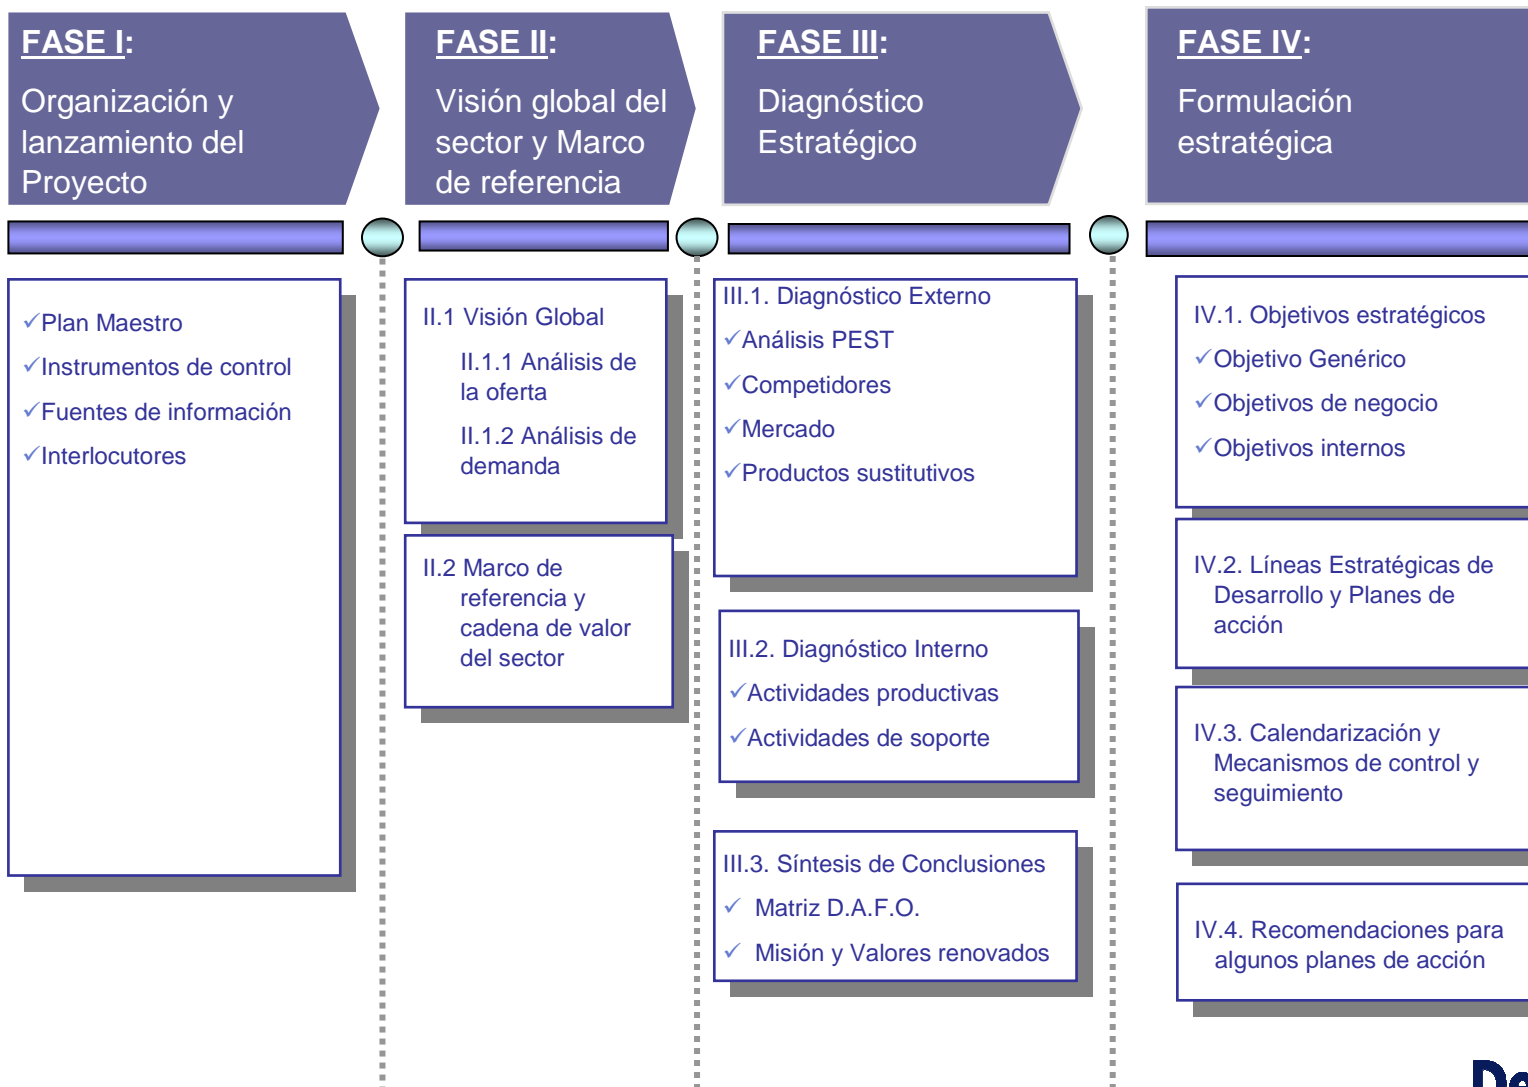 FASE I:
Organización y
lanzamiento del
Proyecto
FASE II:
Visión global del
sector y Marco
de referencia
FASE III:
Diagnóstico
Estratégico
FASE IV:
Formulación
estratégica
✓Plan Maestro
✓Instrumentos de control
✓Fuentes de información
✓Interlocutores
II.1 Visión Global
II.1.1 Análisis de
la oferta
II.1.2 Análisis de
demanda
II.2 Marco de
referencia y
cadena de valor
del sector
III.1. Diagnóstico Externo
✓Análisis PEST
✓Competidores
✓Mercado
✓Productos sustitutivos
III.2. Diagnóstico Interno
✓Actividades productivas
✓Actividades de soporte
III.3. Síntesis de Conclusiones
✓ Matriz D.A.F.O.
✓ Misión y Valores renovados
IV.1. Objetivos estratégicos
✓Objetivo Genérico
✓Objetivos de negocio
✓Objetivos internos
IV.2. Líneas Estratégicas de
Desarrollo y Planes de
acción
IV.3. Calendarización y
Mecanismos de control y
seguimiento
IV.4. Recomendaciones para
algunos planes de acción